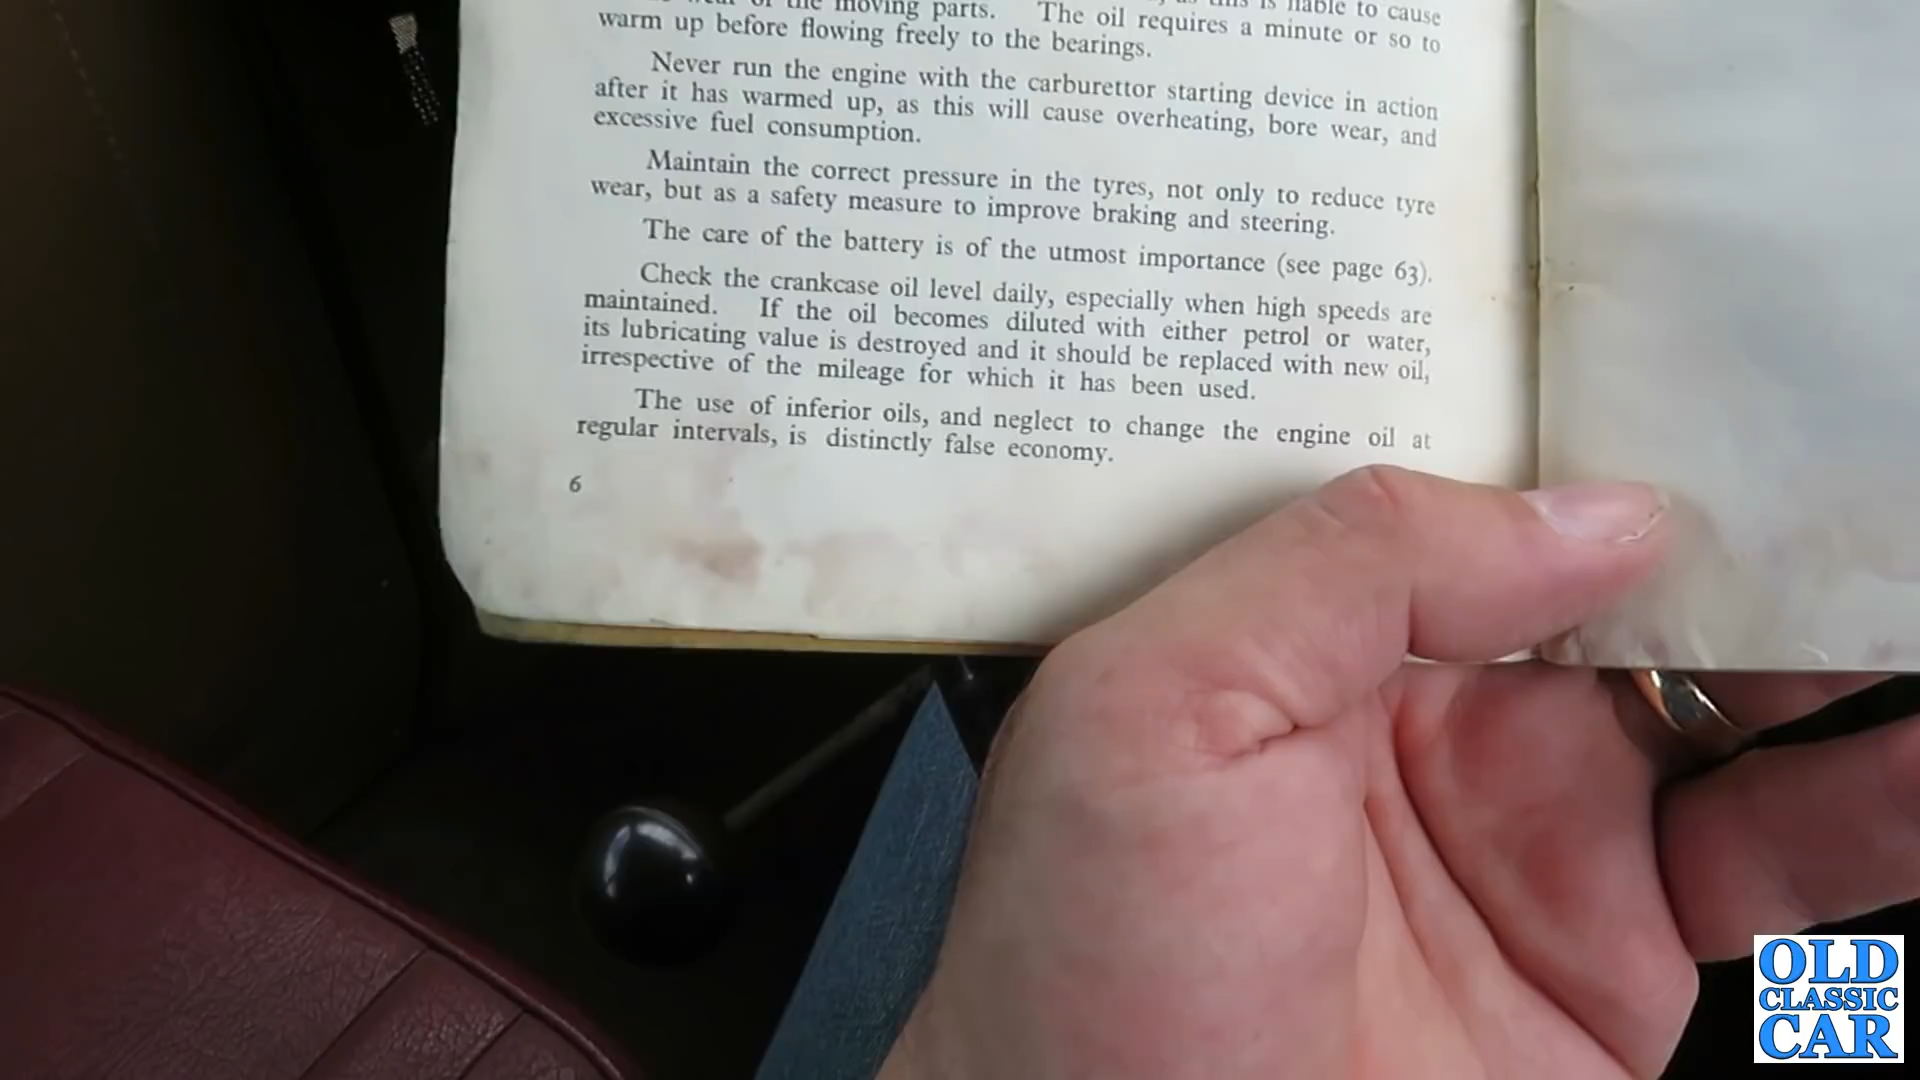 wear of the moving parts. The oil requires a minute or so to
warm up before flowing freely to the bearings.
Never run the engine with the carburettor starting device in action
after it has warmed up, as this will cause overheating, bore wear, and
excessive fuel consumption.
Maintain the correct pressure in the tyres, not only to reduce tyre
wear, but as a safety measure to improve braking and steering.
The care of the battery is of the utmost importance (see page 63).
Check the crankcase oil level daily, especially when high speeds are
maintained. If the oil becomes diluted with either petrol or water,
its lubricating value is destroyed and it should be replaced with new oil,
irrespective of the mileage for which it has been used.
The use of inferior oils, and neglect to change the engine oil at
regular intervals, is distinctly false economy.
6
OLD
CLASSIC
CAR